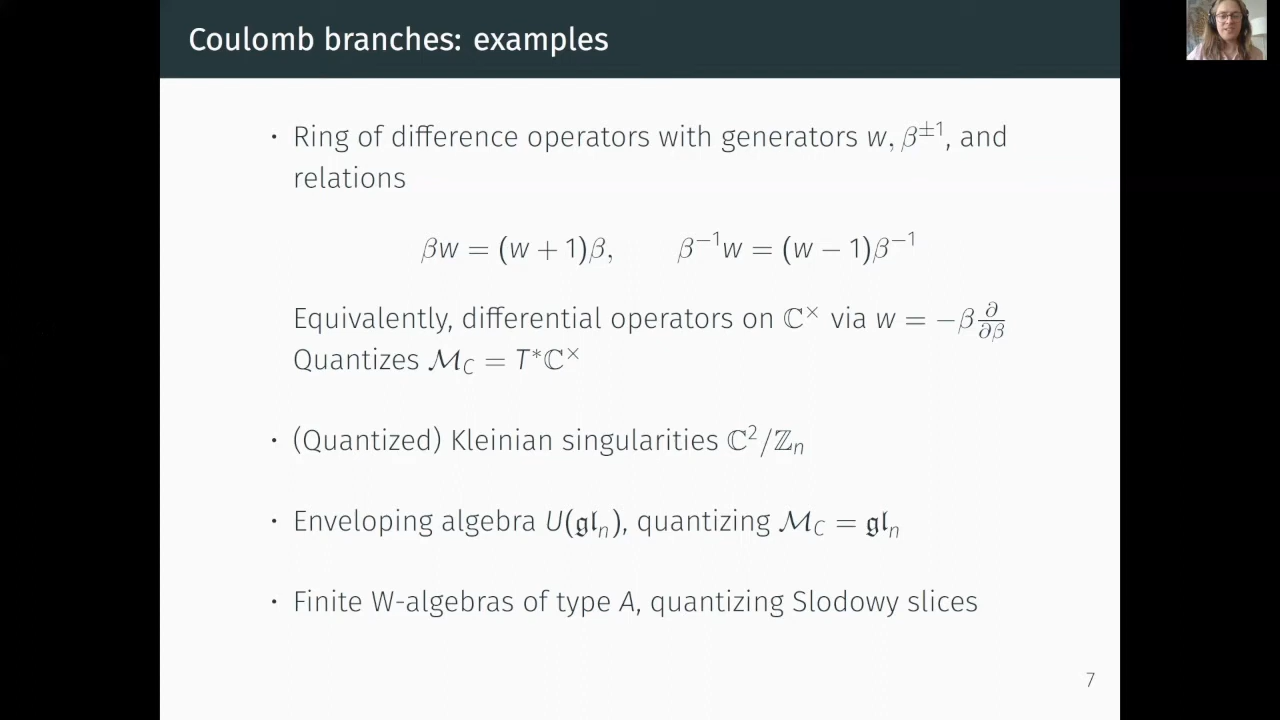 Coulomb branches: examples
• Ring of difference operators with generators w, β^{±1}, and
relations
βw = (w + 1)β, β^{−1}w = (w − 1)β^{−1}
Equivalently, differential operators on ℂ^× via w = −β ∂/∂β
Quantizes ℳ_C = T*ℂ^×
• (Quantized) Kleinian singularities ℂ²/ℤ_n
• Enveloping algebra U(𝔤𝔩_n), quantizing ℳ_C = 𝔤𝔩_n
• Finite W-algebras of type A, quantizing Slodowy slices
7